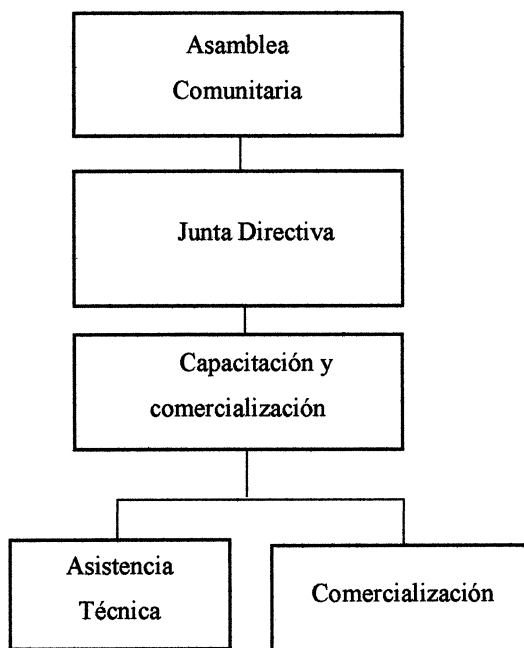 Asamblea
Comunitaria
Junta Directiva
Capacitación y
comercialización
Asistencia
Técnica
Comercialización